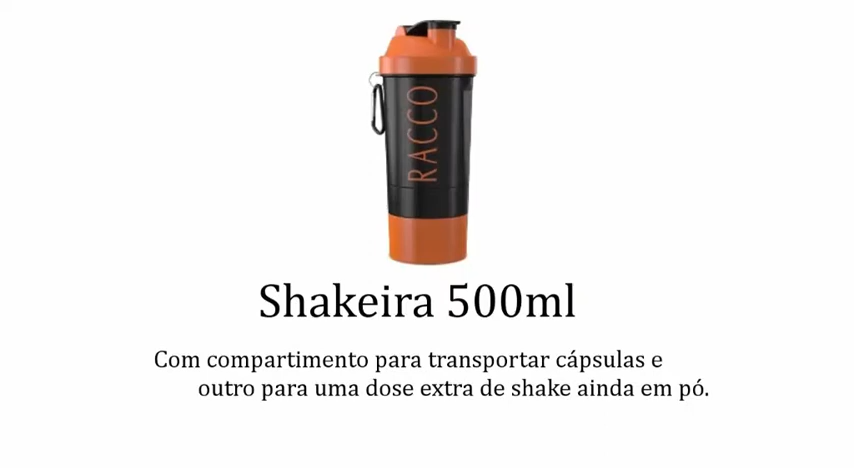 RACCO
Shakeira 500ml
Com compartimento para transportar cápsulas e
outro para uma dose extra de shake ainda em pó.